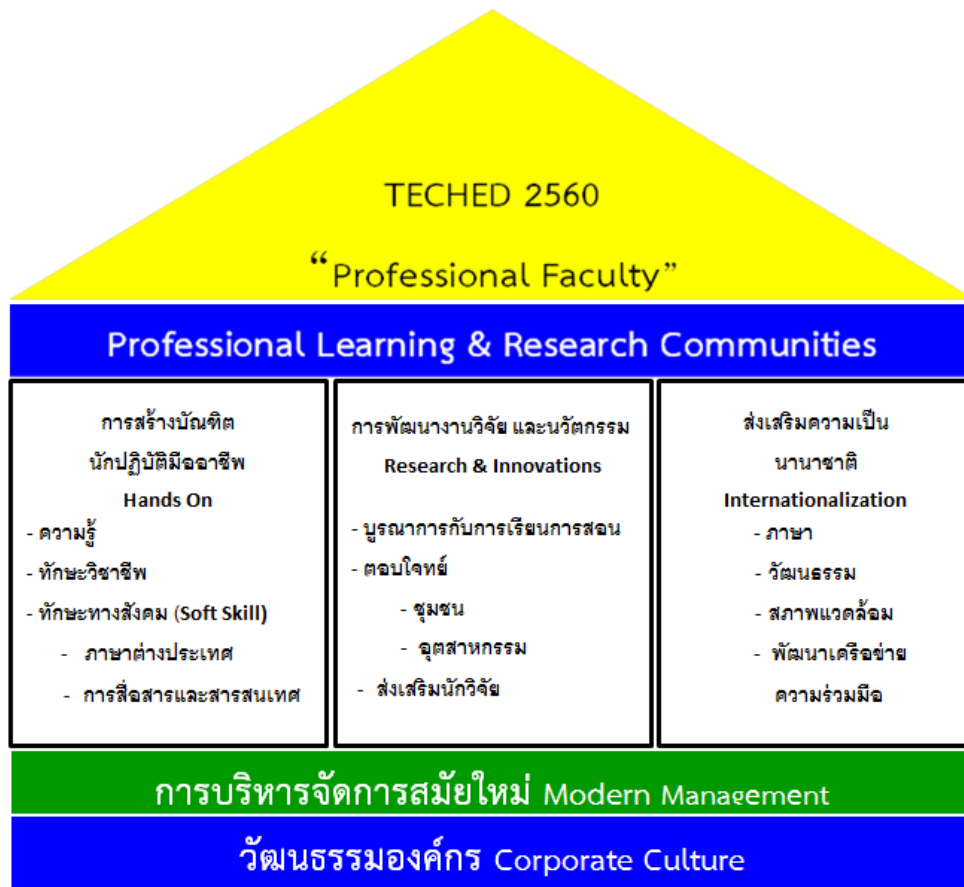 TECHED 2560
“Professional Faculty”
Professional Learning & Research Communities
การสร้างบัณฑิต
นักปฏิบัติมืออาชีพ
Hands On
- ความรู้
- ทักษะวิชาชีพ
- ทักษะทางสังคม (Soft Skill)
- ภาษาต่างประเทศ
- การสื่อสารและสารสนเทศ
การพัฒนางานวิจัย และนวัตกรรม
Research & Innovations
- บูรณาการกับการเรียนการสอน
- ตอบโจทย์
- ชุมชน
- อุตสาหกรรม
- ส่งเสริมนักวิจัย
ส่งเสริมความเป็น
นานาชาติ
Internationalization
- ภาษา
- วัฒนธรรม
- สภาพแวดล้อม
- พัฒนาเครือข่าย
ความร่วมมือ
การบริหารจัดการสมัยใหม่ Modern Management
วัฒนธรรมองค์กร Corporate Culture